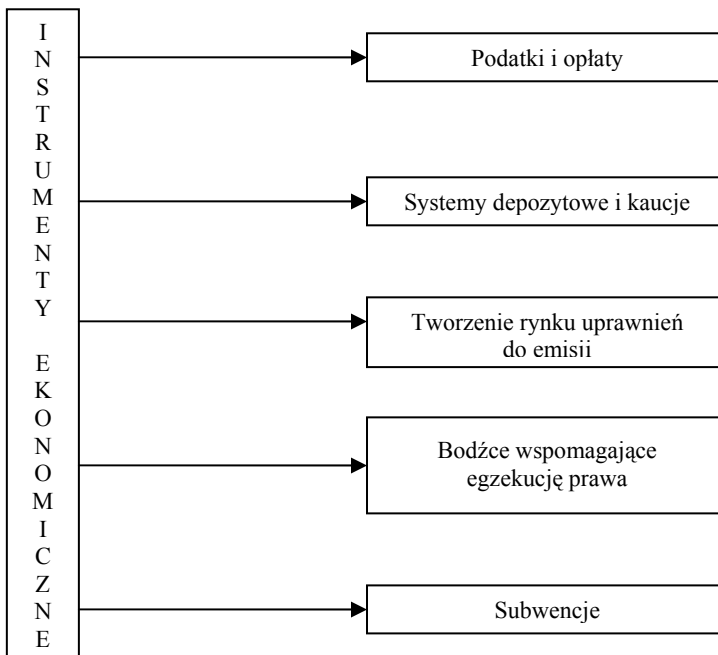 INSTRUMENTY EKONOMICZNE
Podatki i opłaty
Systemy depozytowe i kaucje
Tworzenie rynku uprawnień
do emisii
Bodźce wspomagające
egzekucję prawa
Subwencje